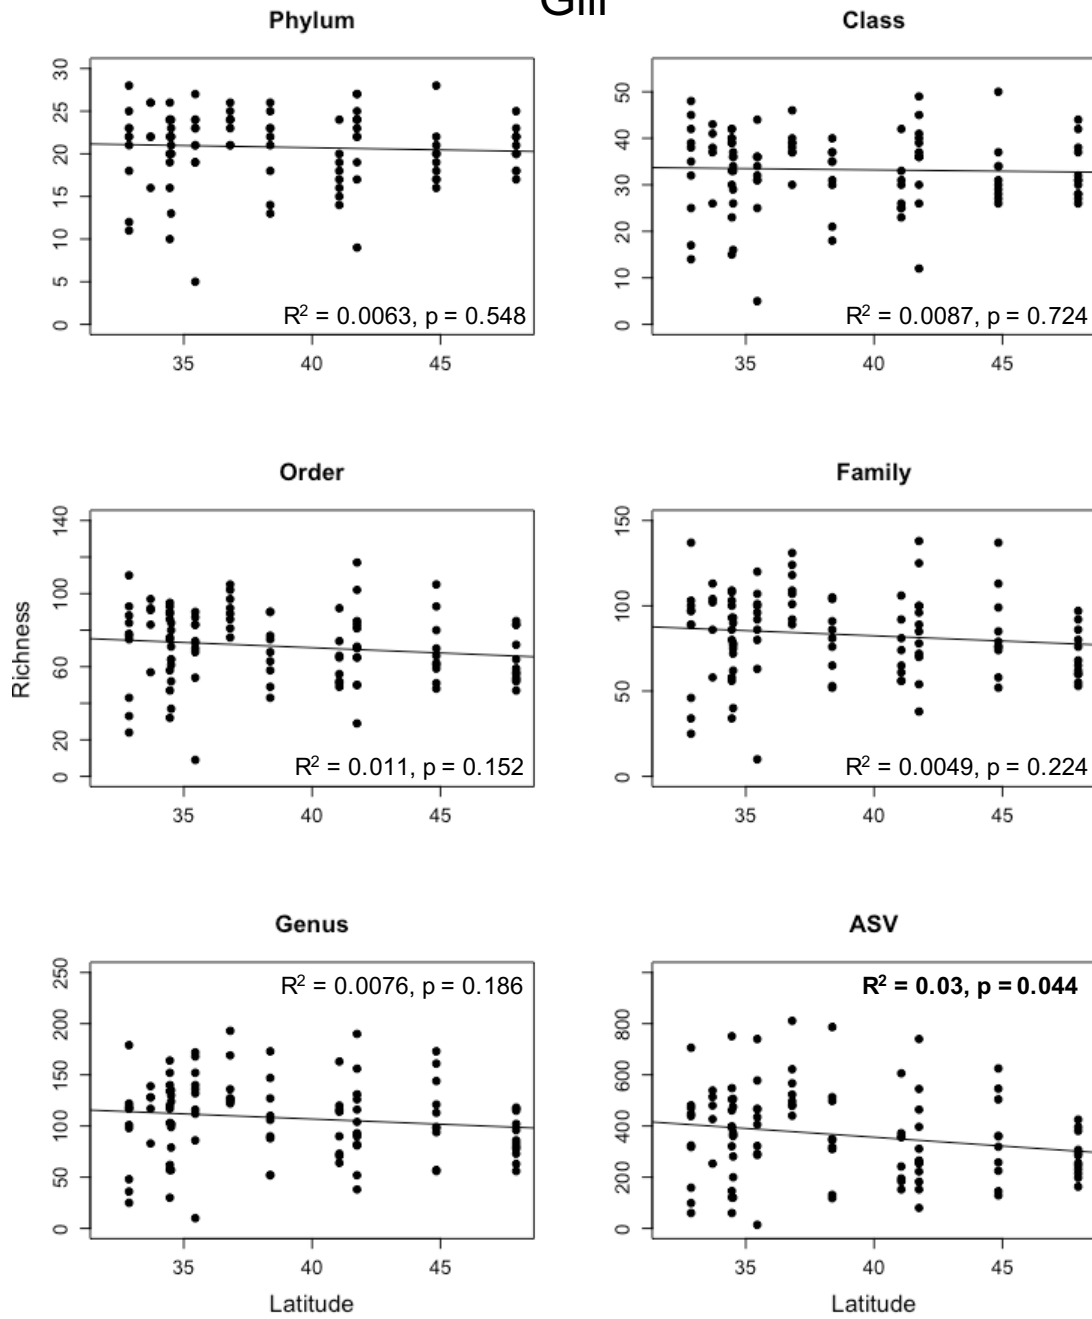 Gill
Phylum
30
25
20
15
10
5
0
R² = 0.0063, p = 0.548
35 40 45
Class
50
40
30
20
10
0
R² = 0.0087, p = 0.724
35 40 45
Order
Richness
140
100
60
20
0
R² = 0.011, p = 0.152
35 40 45
Family
150
100
50
0
R² = 0.0049, p = 0.224
35 40 45
Genus
250
200
150
100
50
0
R² = 0.0076, p = 0.186
35 40 45
Latitude
ASV
800
600
400
200
0
R² = 0.03, p = 0.044
35 40 45
Latitude